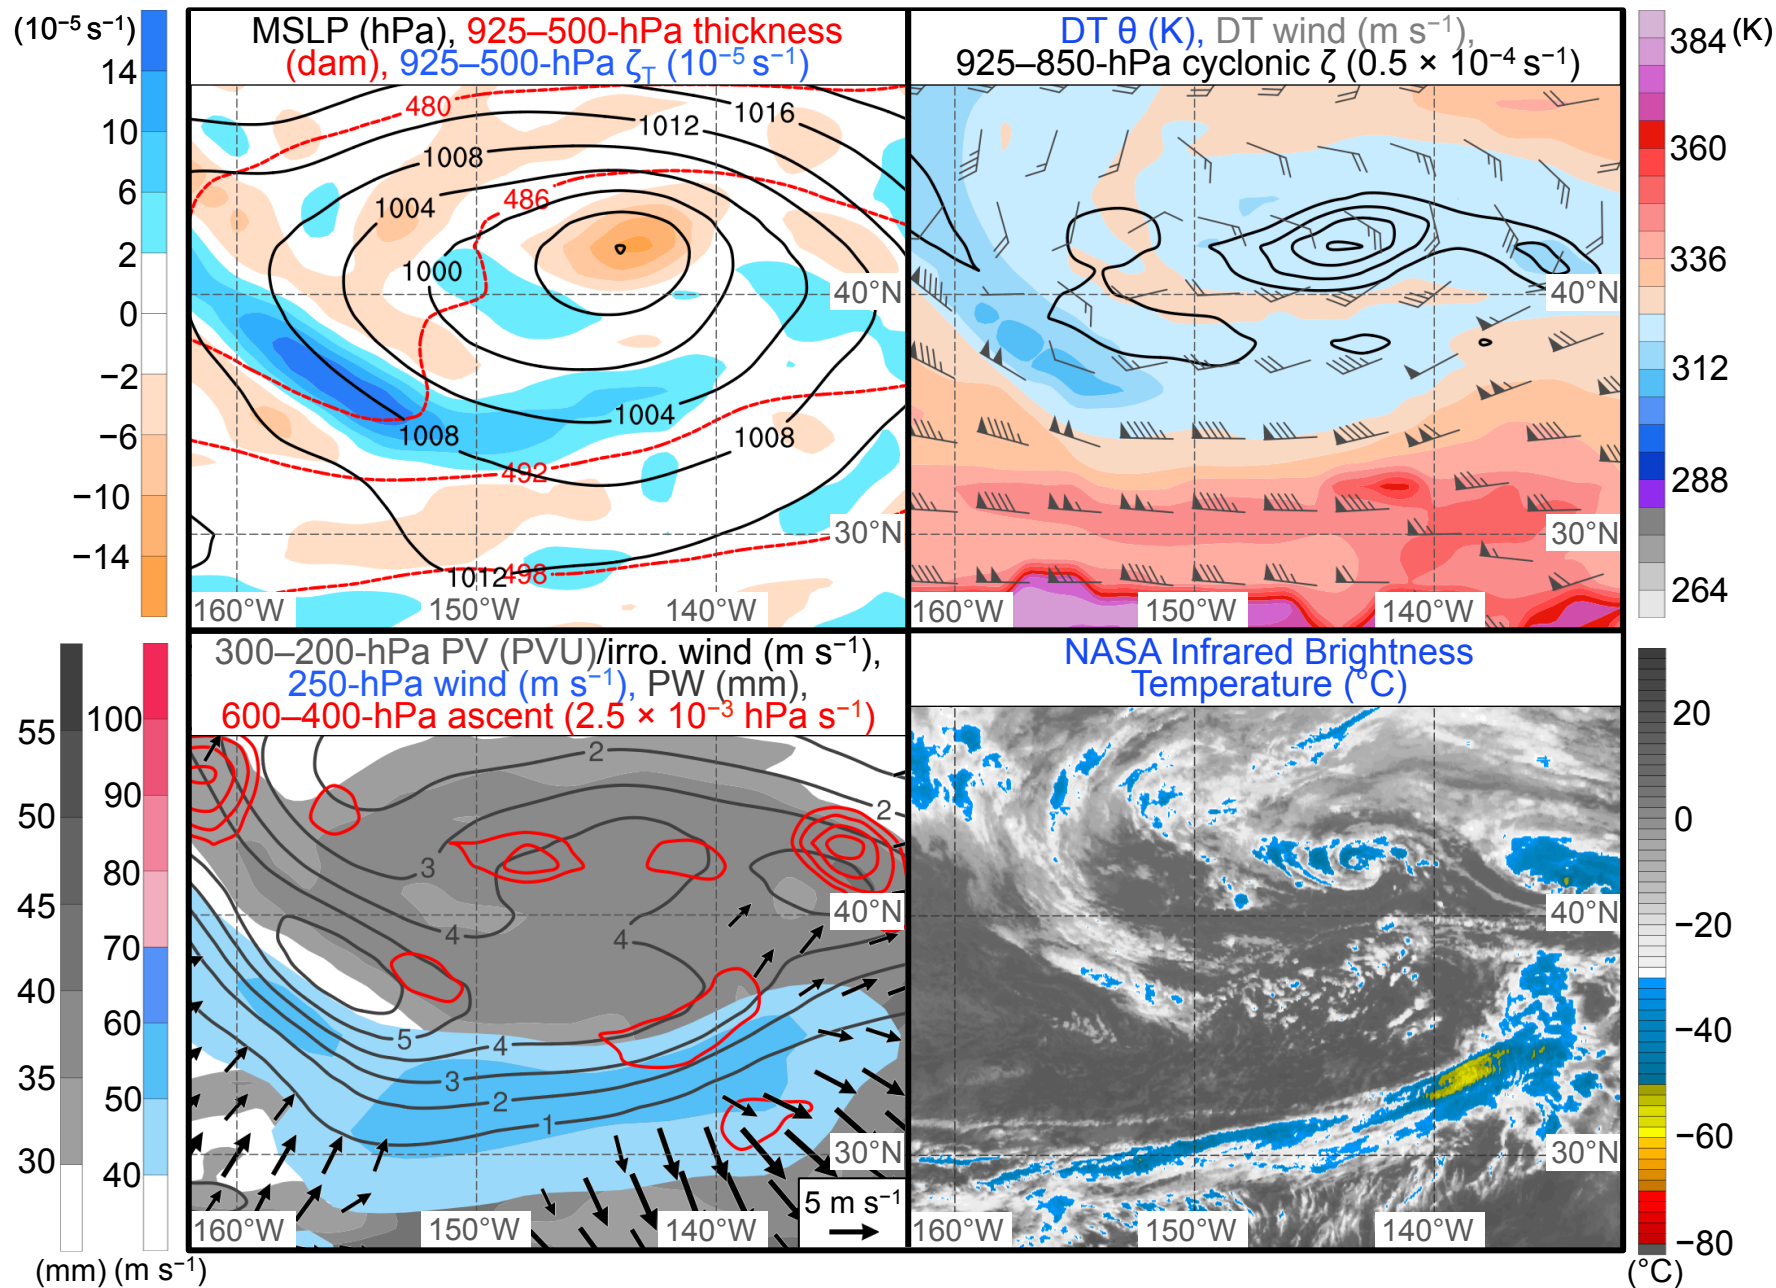 (10⁻⁵ s⁻¹)
14
10
6
2
0
−2
−6
−10
−14
MSLP (hPa), 925–500-hPa thickness
(dam), 925–500-hPa ζT (10⁻⁵ s⁻¹)
480
1016
1012
1008
1004
486
1000
40°N
1004
1008
1008
492
30°N
1012
498
160°W
150°W
140°W
DT θ (K), DT wind (m s⁻¹),
925–850-hPa cyclonic ζ (0.5 × 10⁻⁴ s⁻¹)
40°N
30°N
160°W
150°W
140°W
384 (K)
360
336
312
288
264
55
50
45
40
35
30
(mm)
100
90
80
70
60
50
40
(m s⁻¹)
300–200-hPa PV (PVU)/irro. wind (m s⁻¹),
250-hPa wind (m s⁻¹), PW (mm),
600–400-hPa ascent (2.5 × 10⁻³ hPa s⁻¹)
2
2
3
40°N
4
4
5
4
3
2
1
30°N
5 m s⁻¹
160°W
150°W
140°W
NASA Infrared Brightness
Temperature (°C)
40°N
30°N
160°W
150°W
140°W
20
0
−20
−40
−60
−80
(°C)